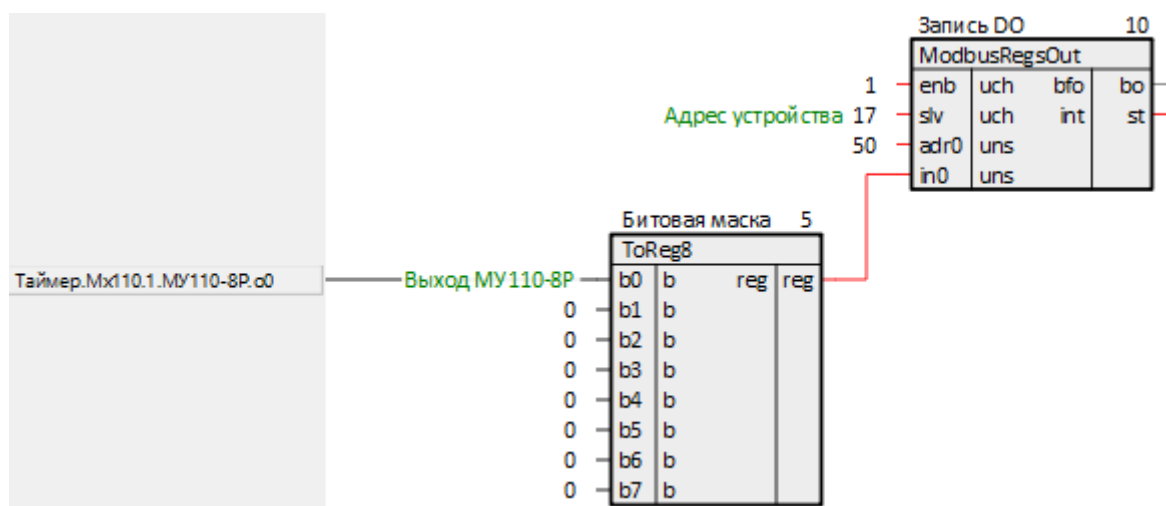 Запись DO 10
ModbusRegsOut
1 enb uch bfo bo
Адрес устройства 17 slv uch int st
50 adr0 uns
in0 uns
Битовая маска 5
ToReg8
Таймер.Мх110.1.МУ110-8Р.o0 Выход МУ110-8Р b0 b reg reg
0 b1 b
0 b2 b
0 b3 b
0 b4 b
0 b5 b
0 b6 b
0 b7 b